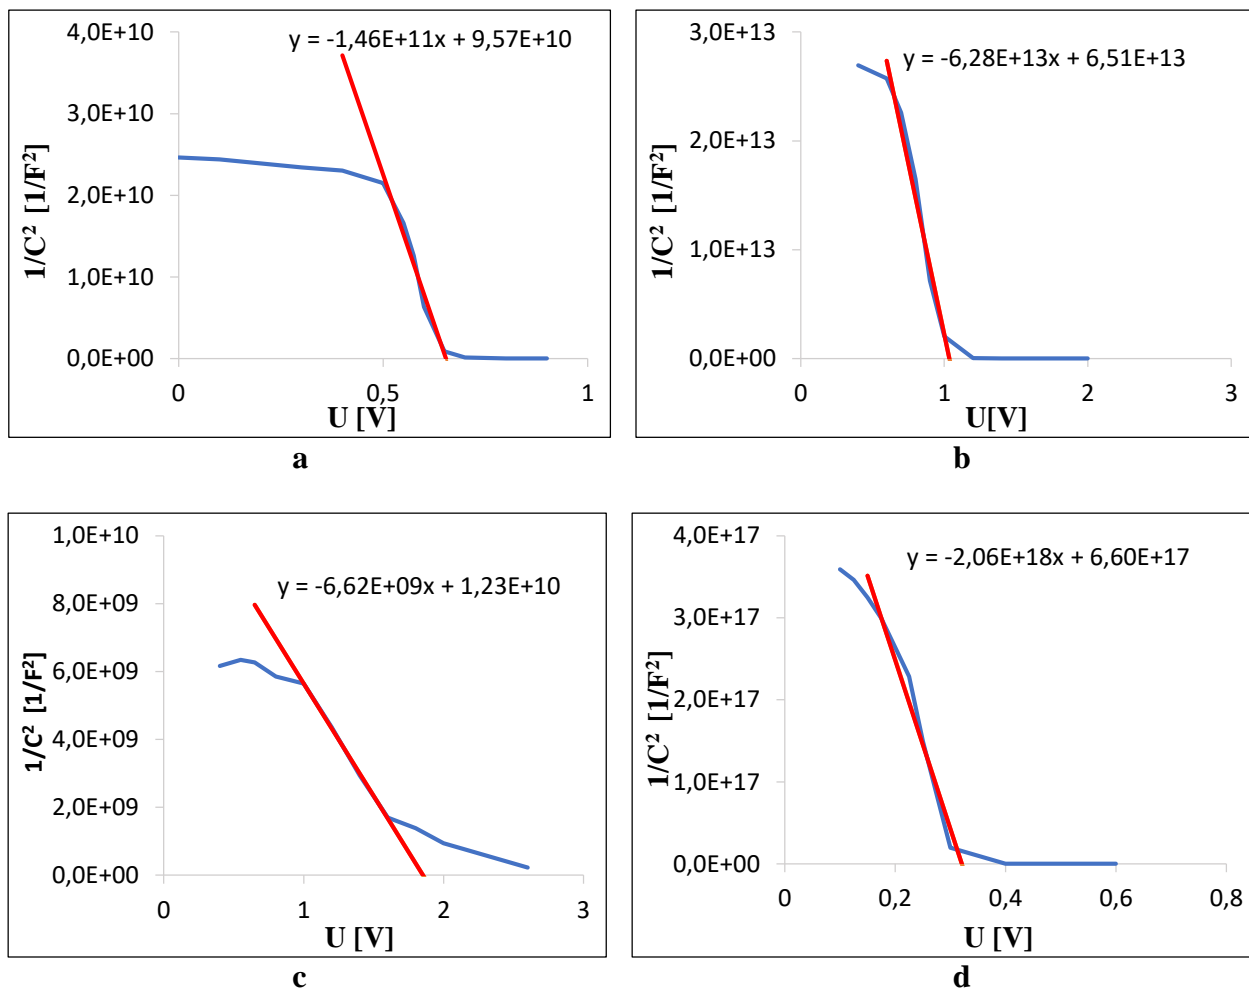 4,0E+10
3,0E+10
2,0E+10
1,0E+10
0,0E+00
1/C² [1/F²]
y = -1,46E+11x + 9,57E+10
0 0,5 1
U [V]
a
3,0E+13
2,0E+13
1,0E+13
0,0E+00
1/C² [1/F²]
y = -6,28E+13x + 6,51E+13
0 1 2 3
U[V]
b
1,0E+10
8,0E+09
6,0E+09
4,0E+09
2,0E+09
0,0E+00
1/C² [1/F²]
y = -6,62E+09x + 1,23E+10
0 1 2 3
U [V]
c
4,0E+17
3,0E+17
2,0E+17
1,0E+17
0,0E+00
1/C² [1/F²]
y = -2,06E+18x + 6,60E+17
0 0,2 0,4 0,6 0,8
U [V]
d